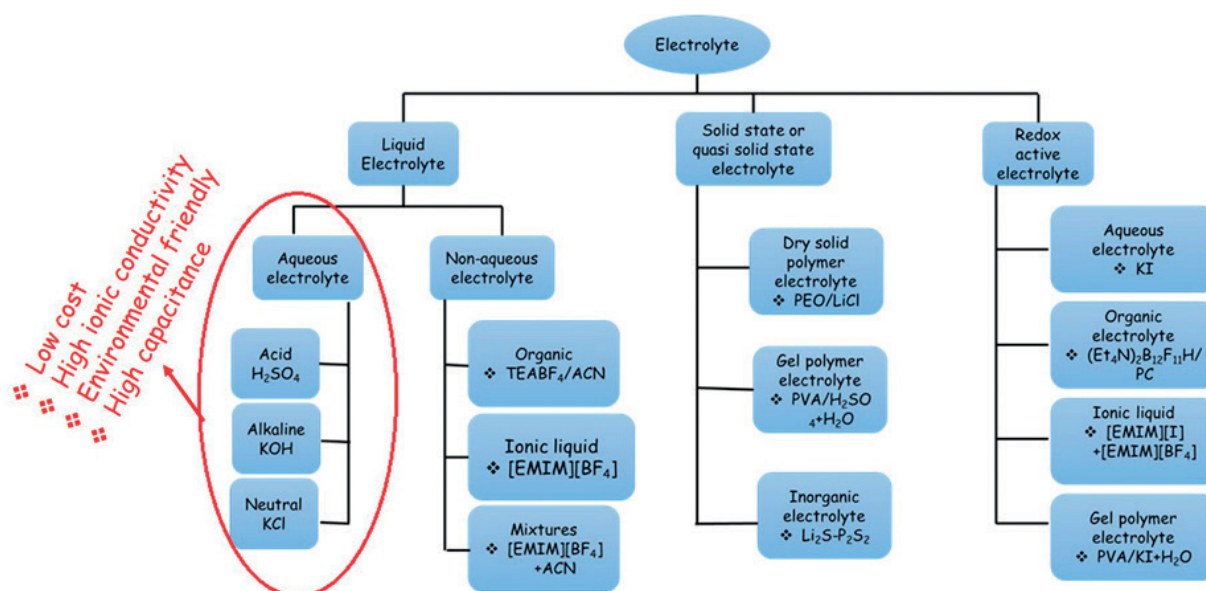 Electrolyte
Liquid
Electrolyte
Solid state or
quasi solid state
electrolyte
Redox
active
electrolyte
❖ Low cost
❖ High ionic conductivity
❖ Environmental friendly
❖ High capacitance
Aqueous
electrolyte
Acid
H₂SO₄
Alkaline
KOH
Neutral
KCl
Non-aqueous
electrolyte
Organic
❖ TEABF₄/ACN
Ionic liquid
❖ [EMIM][BF₄]
Mixtures
❖ [EMIM][BF₄]
+ACN
Dry solid
polymer
electrolyte
❖ PEO/LiCl
Gel polymer
electrolyte
❖ PVA/H₂SO
₄+H₂O
Inorganic
electrolyte
❖ Li₂S-P₂S₂
Aqueous
electrolyte
❖ KI
Organic
electrolyte
❖ (Et₄N)₂B₁₂F₁₁H/
PC
Ionic liquid
❖ [EMIM][I]
+[EMIM][BF₄]
Gel polymer
electrolyte
❖ PVA/KI+H₂O